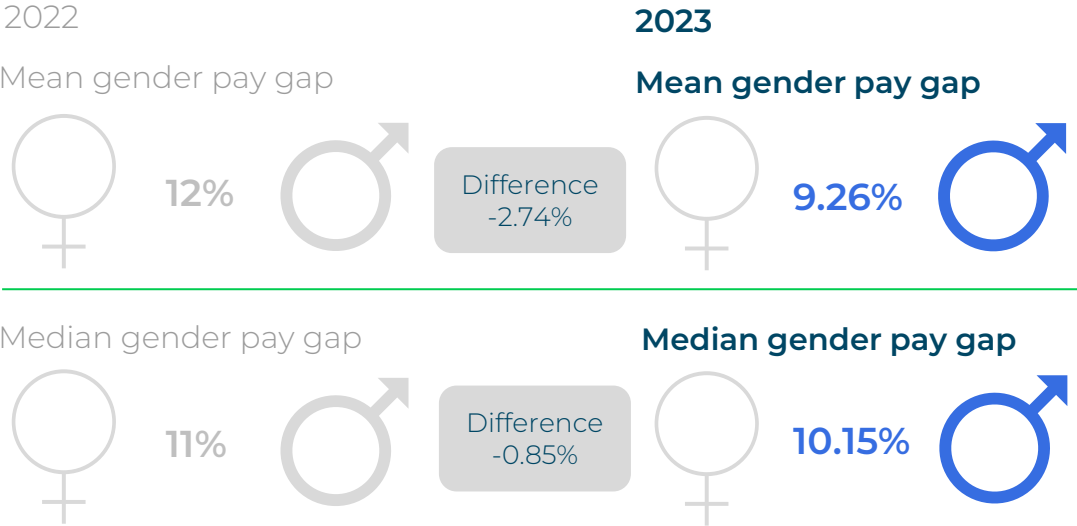 2022
2023
Mean gender pay gap
Mean gender pay gap
12%
Difference
-2.74%
9.26%
Median gender pay gap
Median gender pay gap
11%
Difference
-0.85%
10.15%